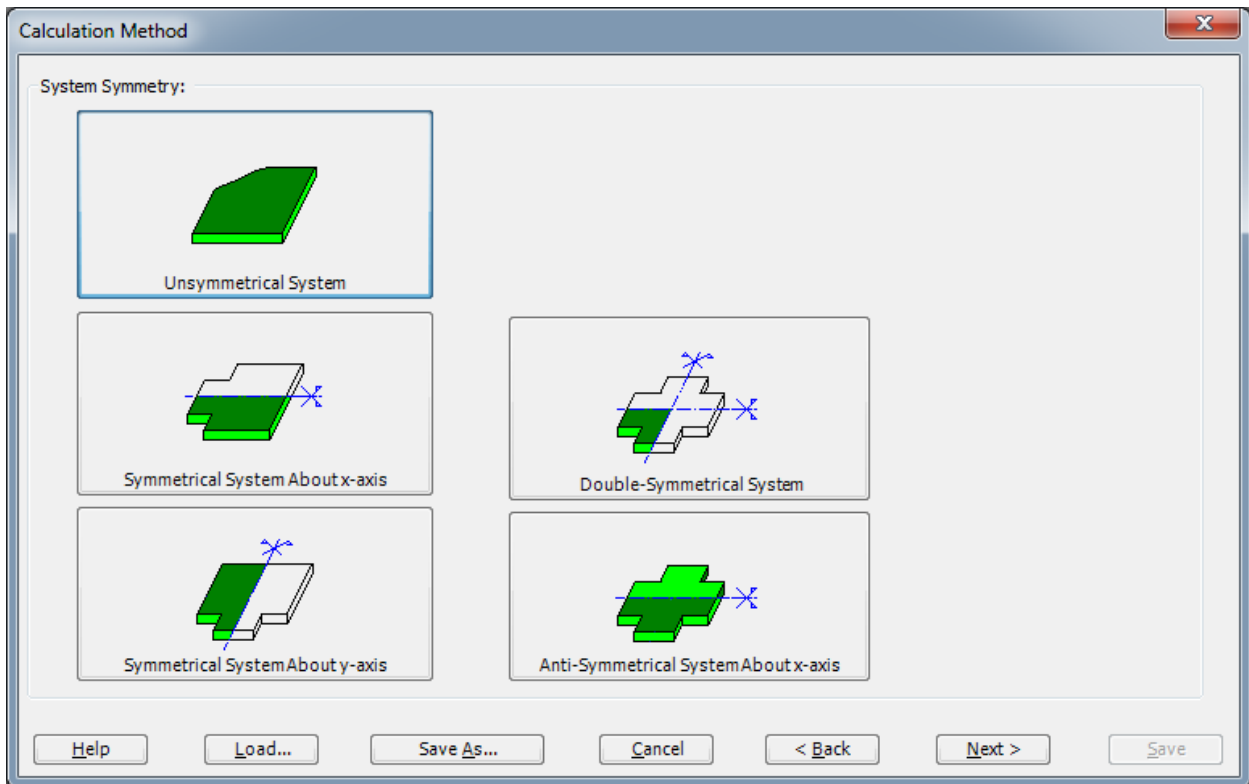 Calculation Method
System Symmetry:
Unsymmetrical System
Symmetrical System About x-axis
Double-Symmetrical System
Symmetrical System About y-axis
Anti-Symmetrical System About x-axis
Help
Load...
Save As...
Cancel
< Back
Next >
Save